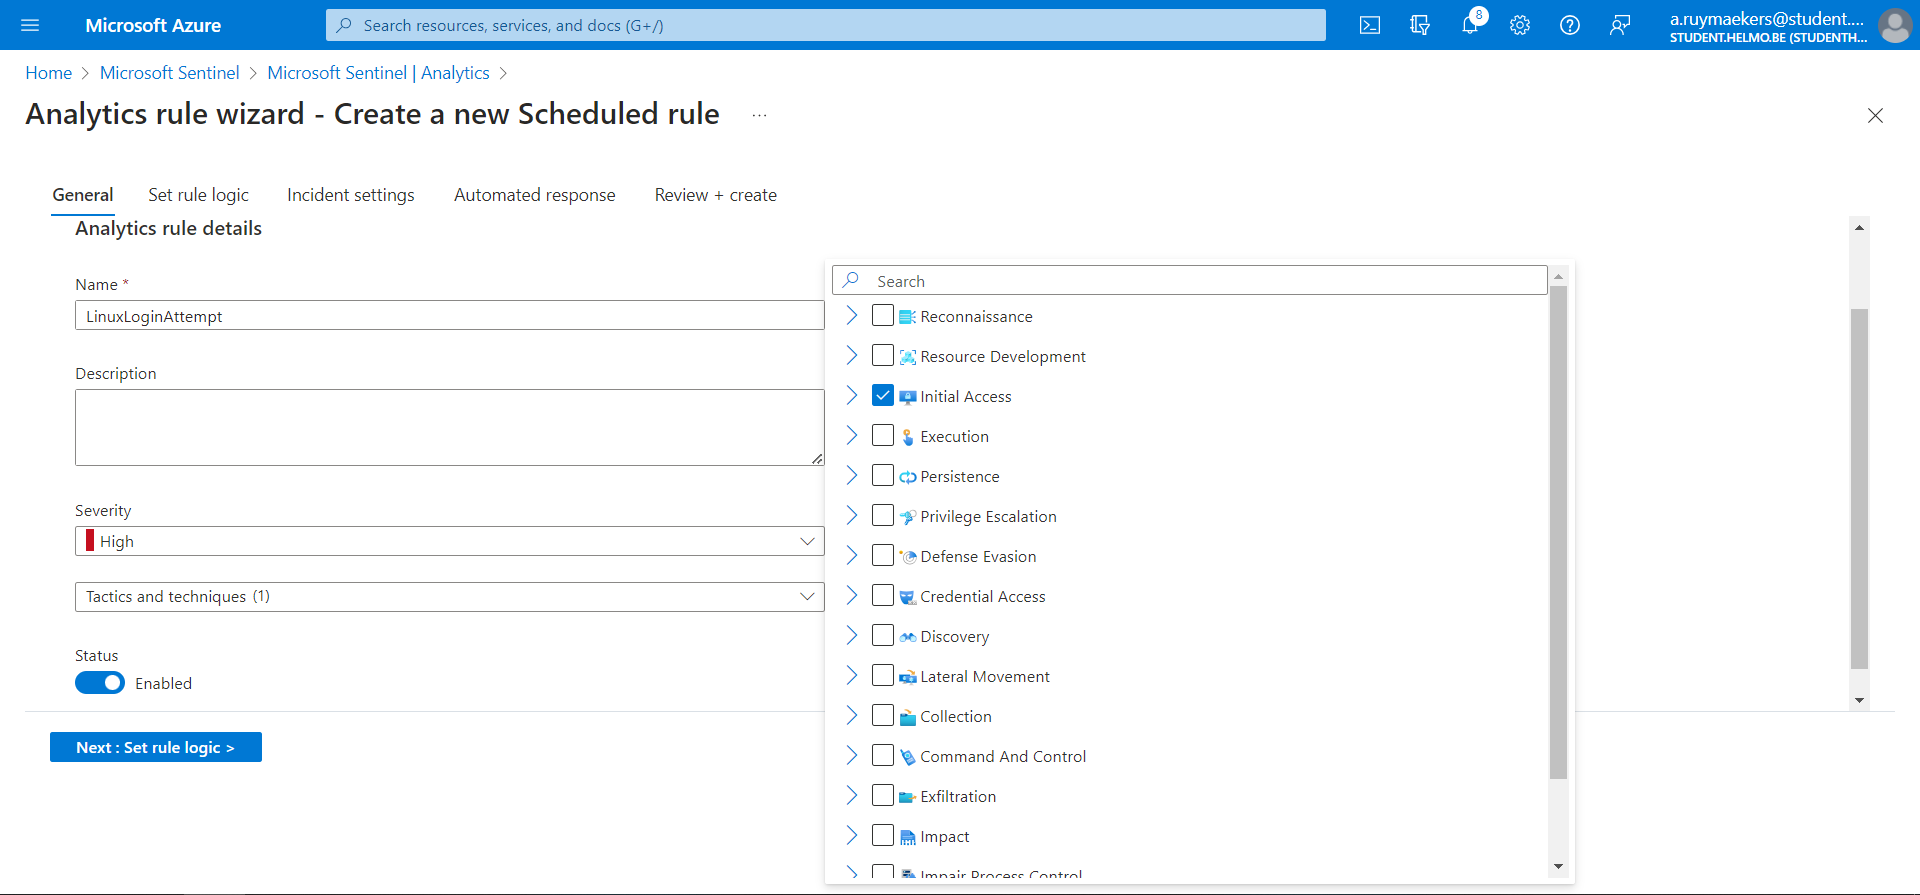 Microsoft Azure
Search resources, services, and docs (G+/)
8
a.ruymaekers@student....
STUDENT.HELMO.BE (STUDENTH...
Home > Microsoft Sentinel > Microsoft Sentinel | Analytics >
Analytics rule wizard - Create a new Scheduled rule ...
General Set rule logic Incident settings Automated response Review + create
Analytics rule details
Name *
LinuxLoginAttempt
Description
Severity
High
Tactics and techniques (1)
Status
Enabled
Next : Set rule logic >
Search
Reconnaissance
Resource Development
Initial Access
Execution
Persistence
Privilege Escalation
Defense Evasion
Credential Access
Discovery
Lateral Movement
Collection
Command And Control
Exfiltration
Impact
Impair Process Control